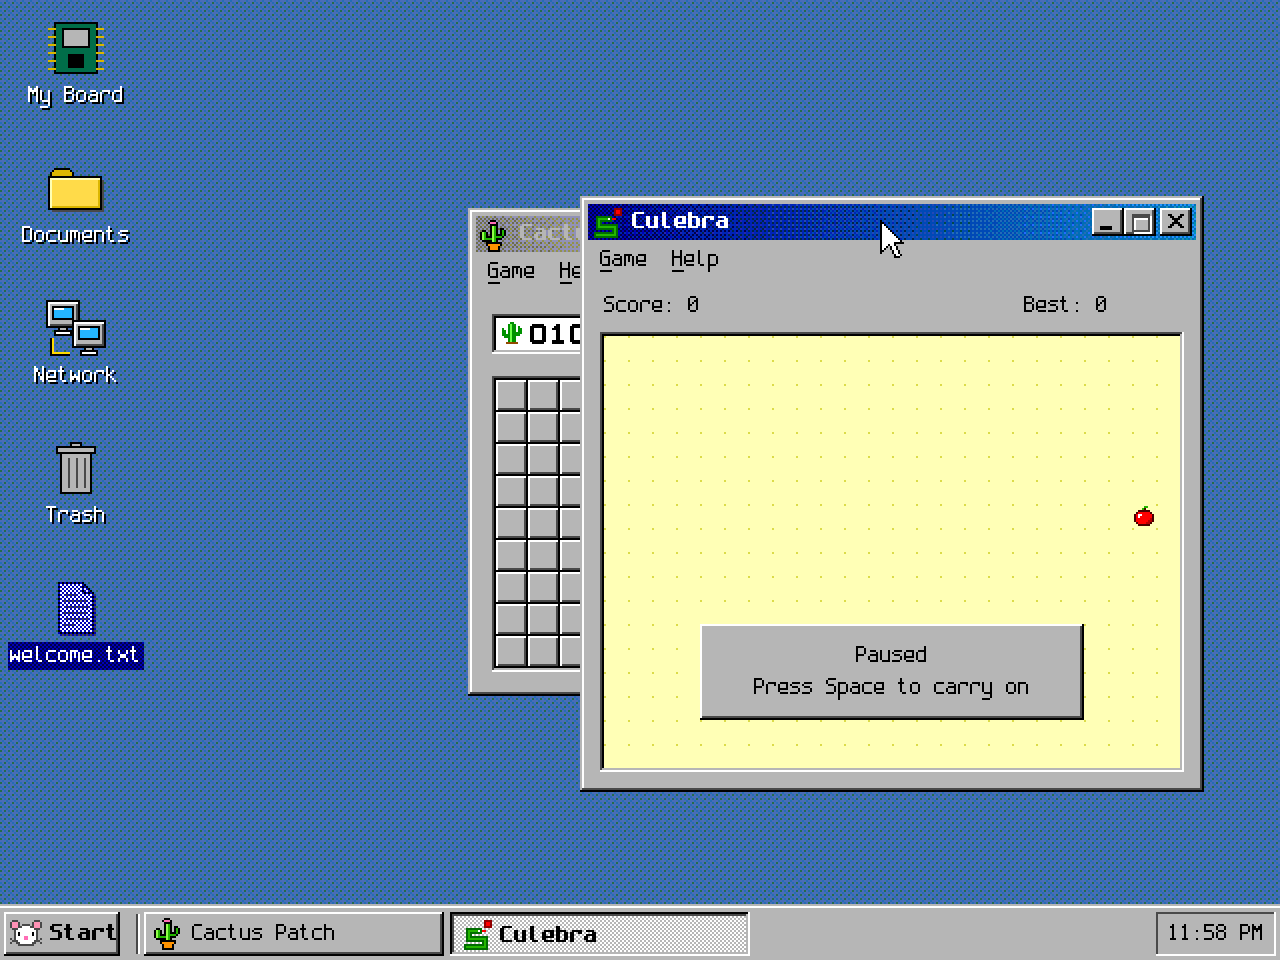 My Board
Documents
Network
Trash
welcome.txt
Game
010
Culebra
Game Help
Score: 0 Best: 0
Paused
Press Space to carry on
Start
Cactus Patch
Culebra
11:58 PM